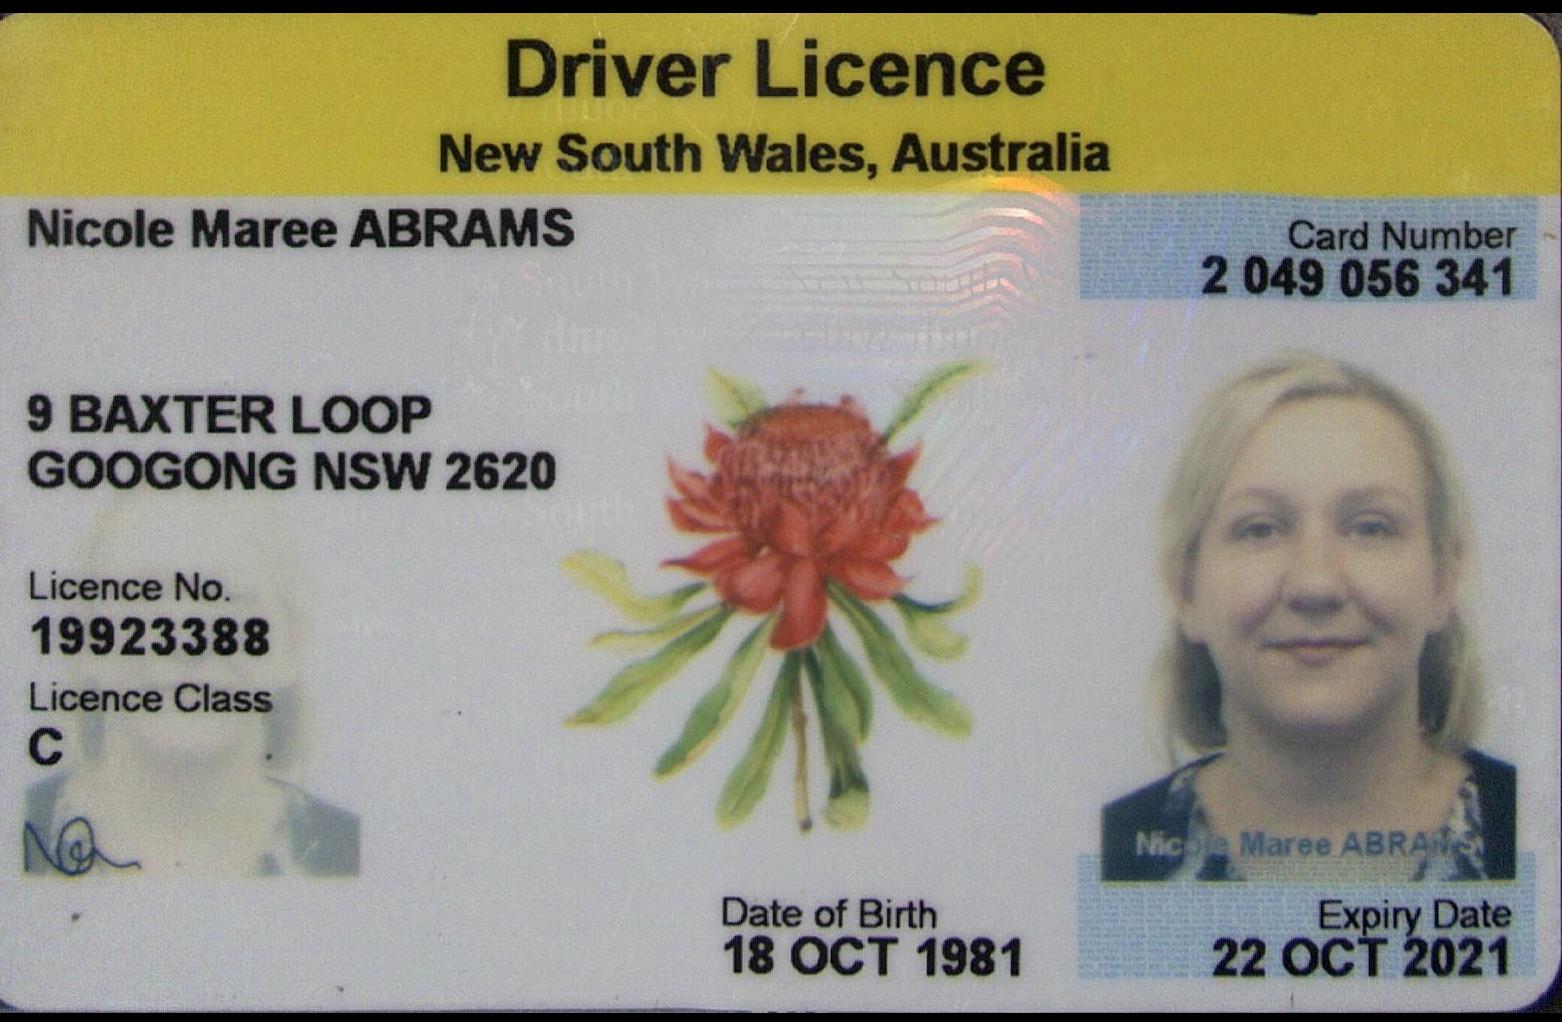 Driver Licence
New South Wales, Australia
Nicole Maree ABRAMS
Card Number
2 049 056 341
9 BAXTER LOOP
GOOGONG NSW 2620
Licence No.
19923388
Licence Class
C
Nicole Maree ABRAMS
Date of Birth
18 OCT 1981
Expiry Date
22 OCT 2021